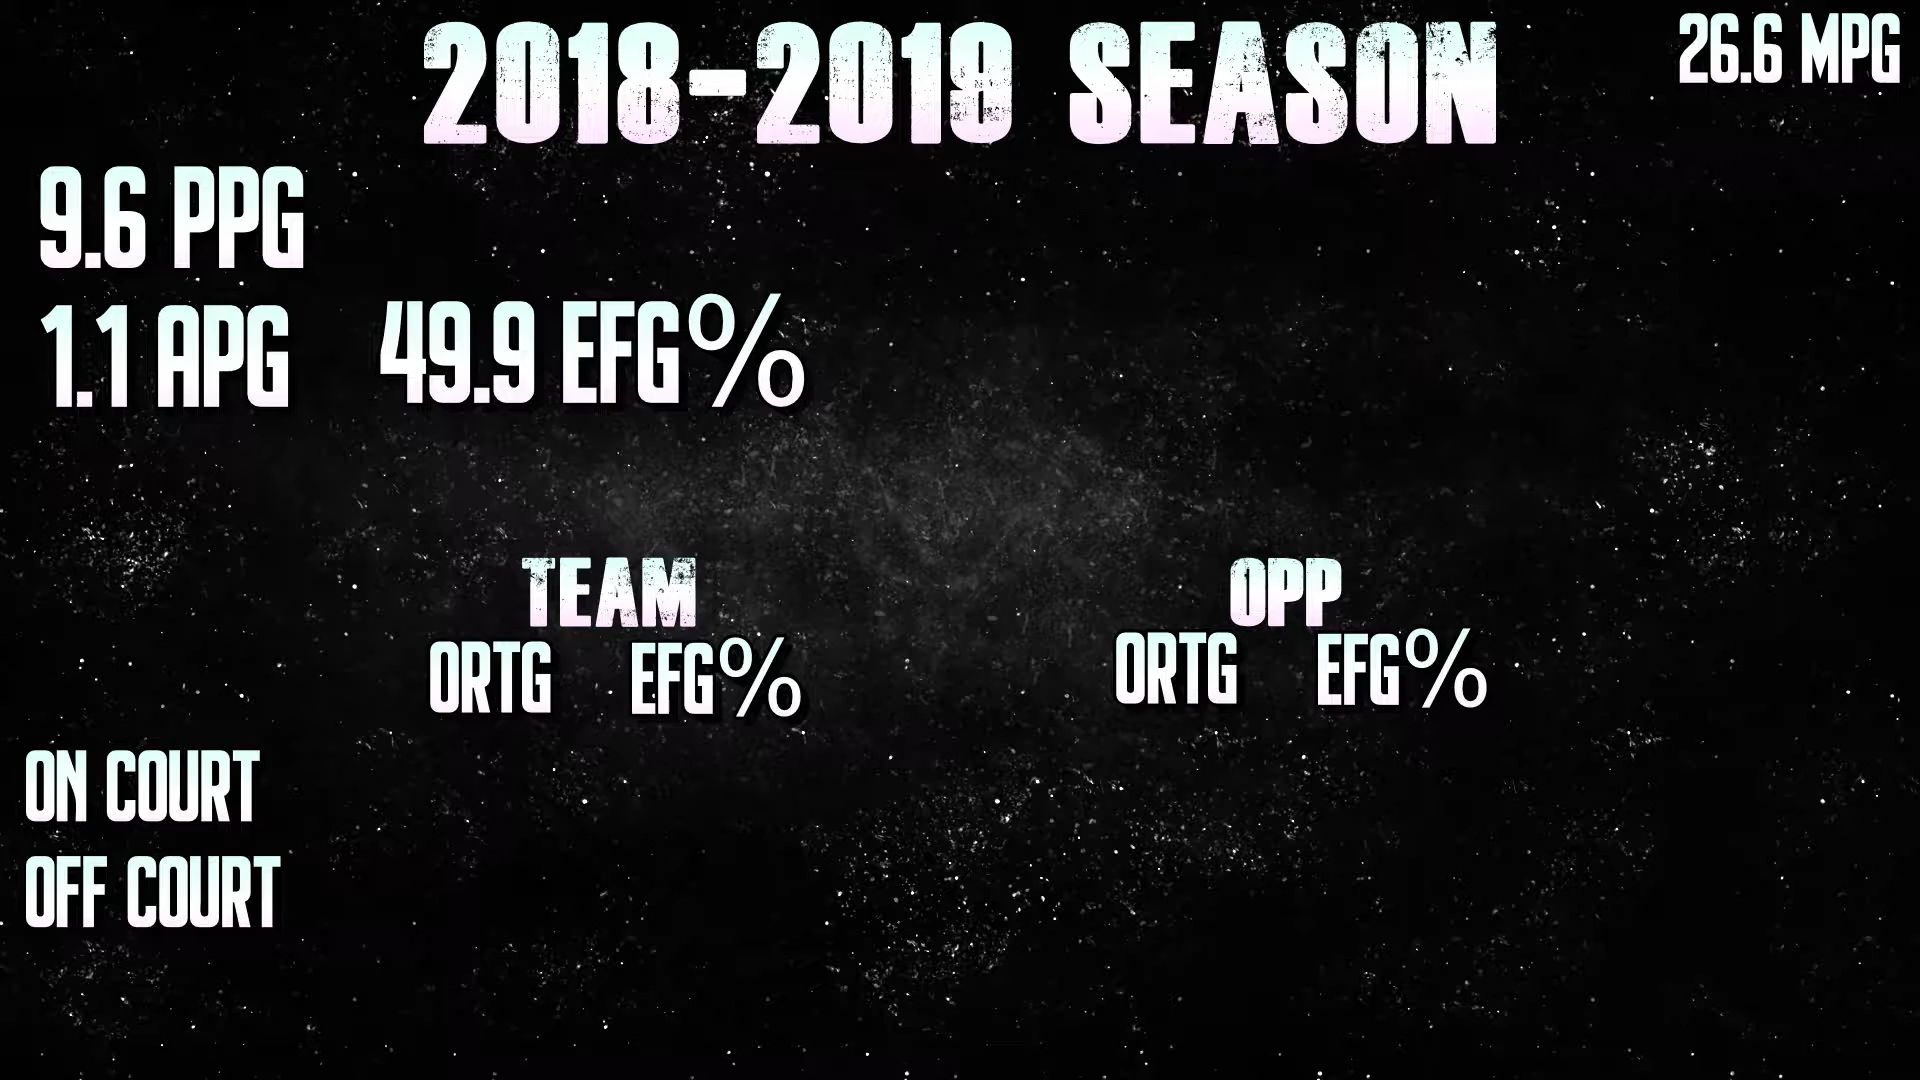 2018-2019 SEASON
26.6 MPG
9.6 PPG
1.1 APG 49.9 EFG%
TEAM OPP
ORTG EFG% ORTG EFG%
ON COURT
OFF COURT